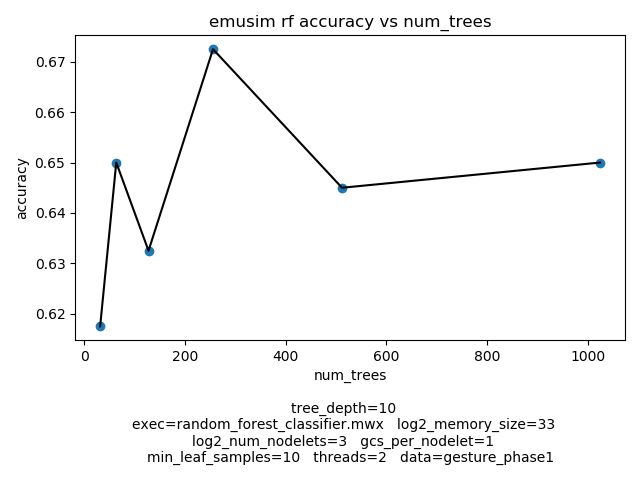 emusim rf accuracy vs num_trees
0.67
0.66
0.65
0.64
0.63
0.62
accuracy
0 200 400 600 800 1000
num_trees
tree_depth=10
exec=random_forest_classifier.mwx log2_memory_size=33
log2_num_nodelets=3 gcs_per_nodelet=1
min_leaf_samples=10 threads=2 data=gesture_phase1